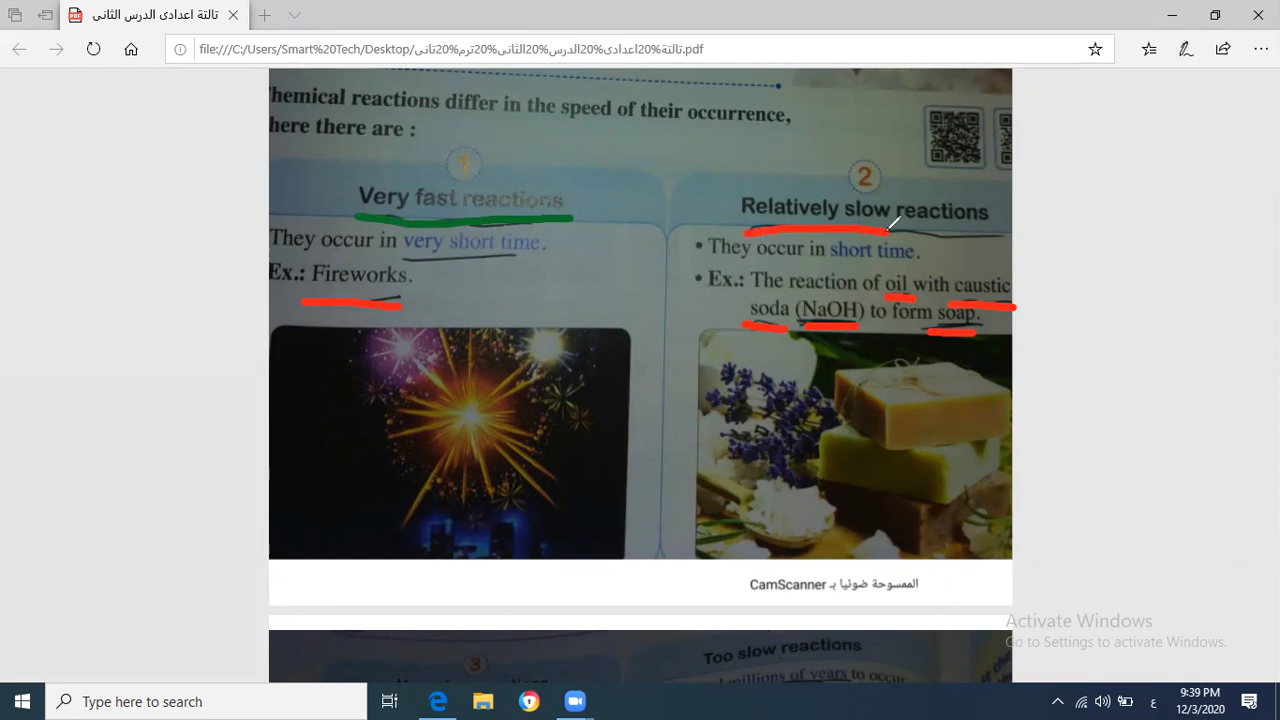 تالتة اعدادى الدرس الثانى
file:///C:/Users/Smart%20Tech/Desktop/تالتة%20اعدادى%20الدرس%20الثانى%20ترم%20تانى.pdf
hemical reactions differ in the speed of their occurrence,
here there are :
1
Very fast reactions
They occur in very short time.
Ex.: Fireworks.
2
Relatively slow reactions
• They occur in short time.
• Ex.: The reaction of oil with caustic
soda (NaOH) to form soap.
الممسوحة ضوئيا بـ CamScanner
3
Too slow reactions
millions of years to occur
Activate Windows
Go to Settings to activate Windows.
Type here to search
ع
9:39 PM
12/3/2020